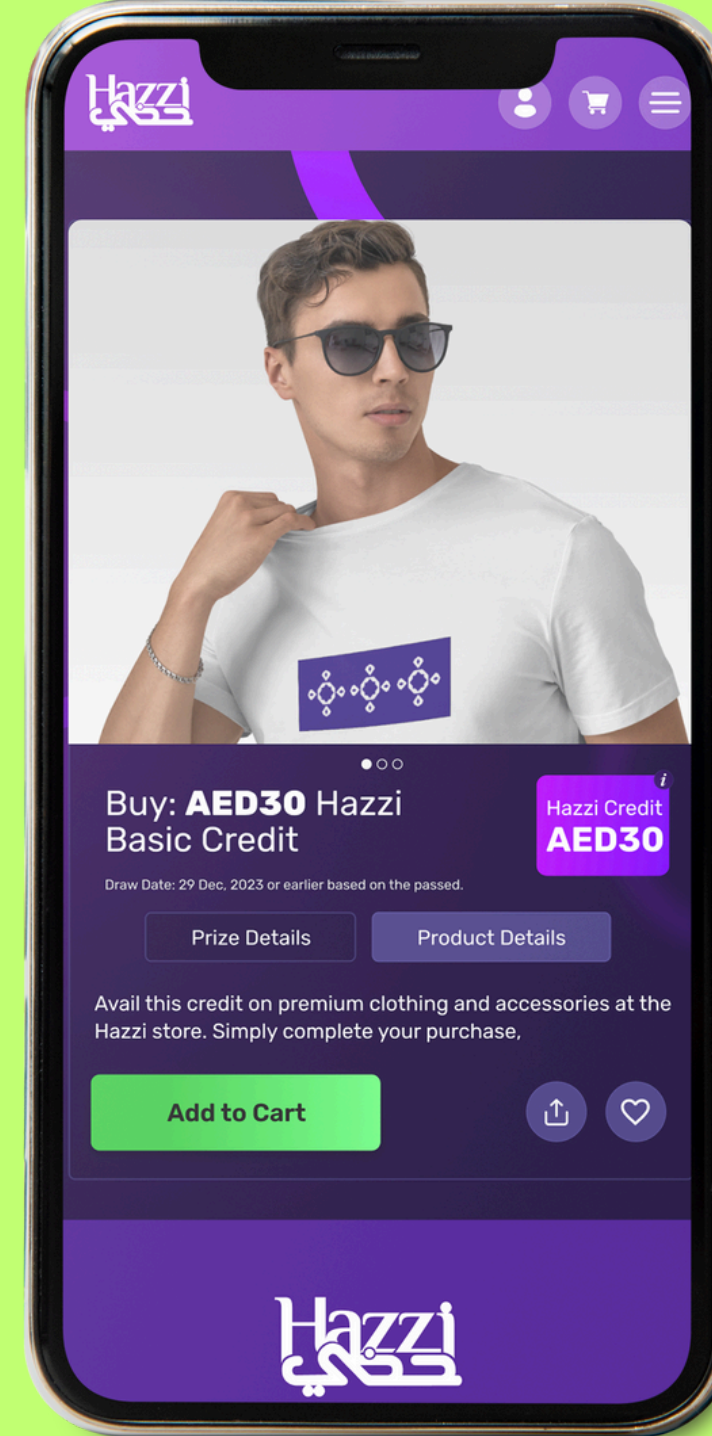 Hazzi
حظي
Buy: AED30 Hazzi
Basic Credit
Hazzi Credit
AED30
i
Draw Date: 29 Dec, 2023 or earlier based on the passed.
Prize Details
Product Details
Avail this credit on premium clothing and accessories at the
Hazzi store. Simply complete your purchase,
Add to Cart
Hazzi
حظي